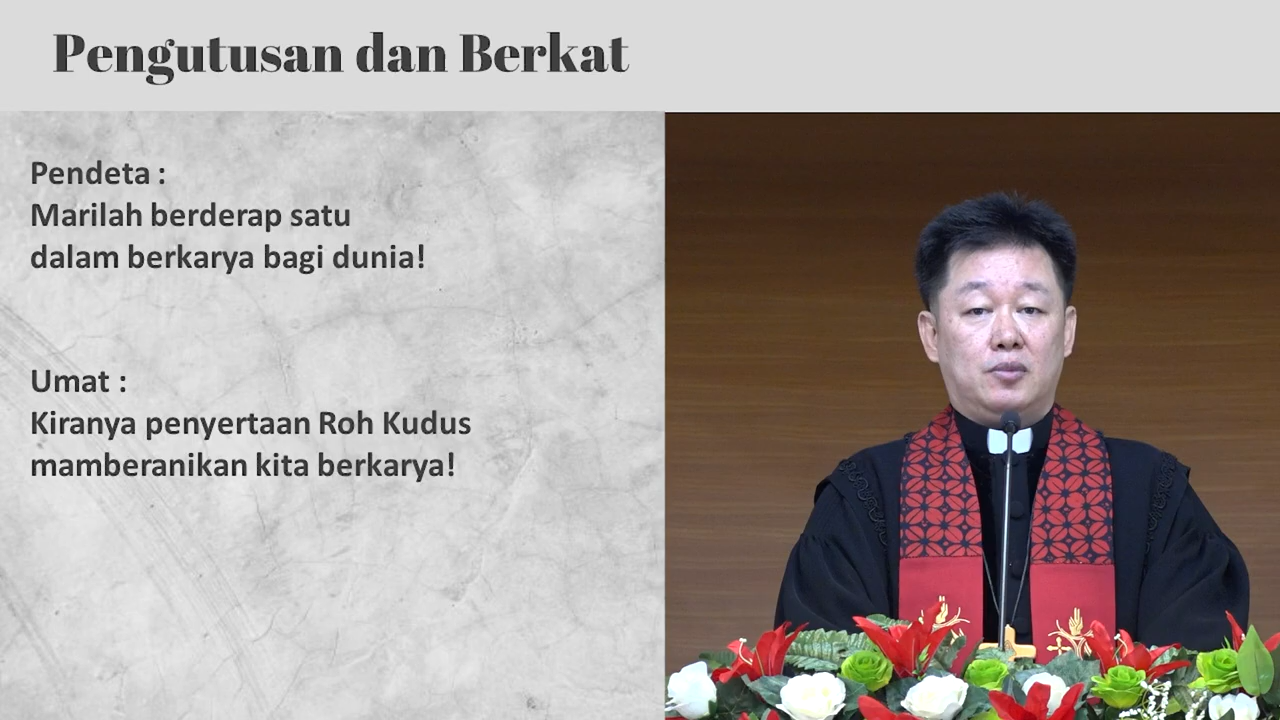 Pengutusan dan Berkat
Pendeta :
Marilah berderap satu
dalam berkarya bagi dunia!
Umat :
Kiranya penyertaan Roh Kudus
mamberanikan kita berkarya!